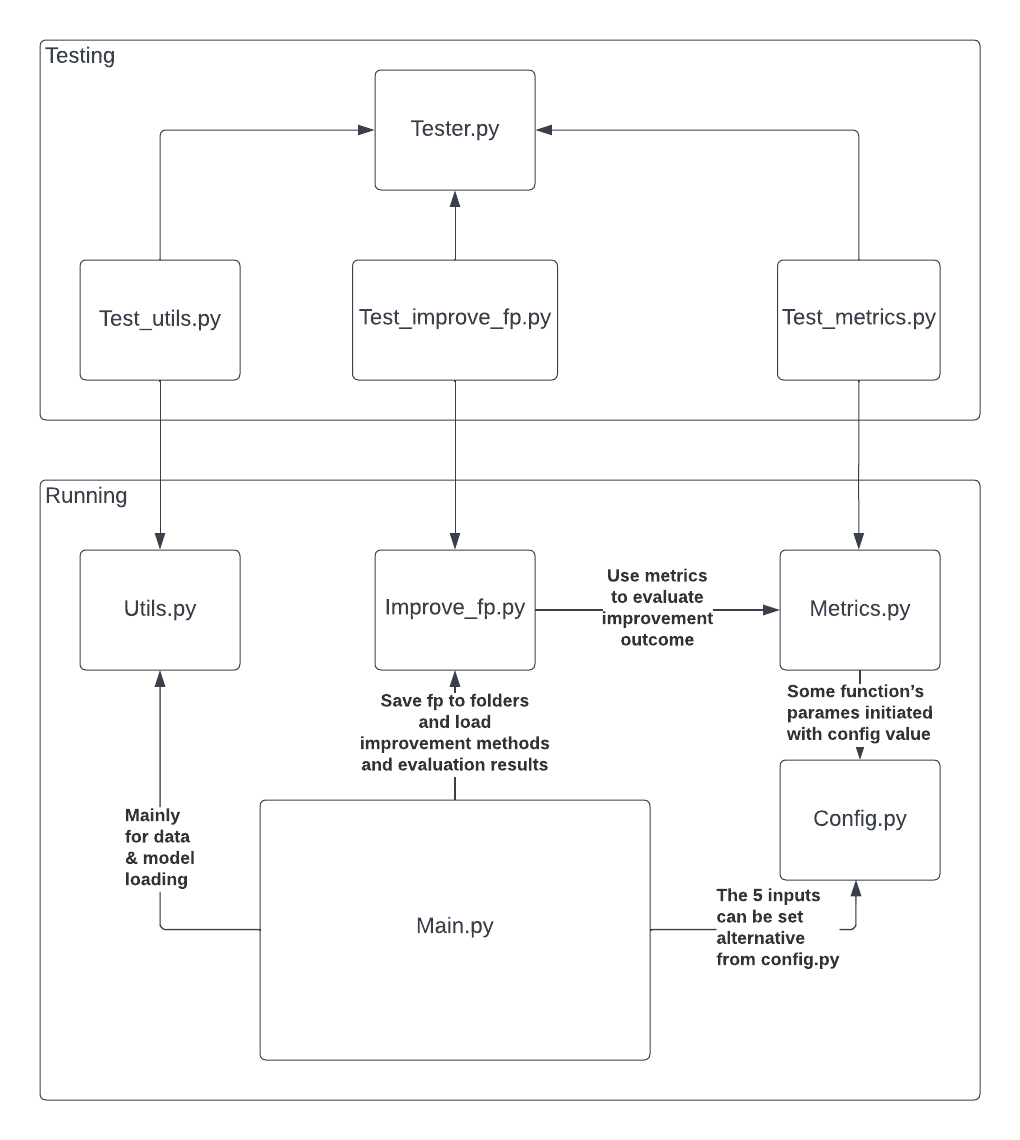 Testing
Tester.py
Test_utils.py
Test_improve_fp.py
Test_metrics.py
Running
Utils.py
Improve_fp.py
Use metrics
to evaluate
improvement
outcome
Metrics.py
Save fp to folders
and load
improvement methods
and evaluation results
Some function’s
parames initiated
with config value
Mainly
for data
& model
loading
Config.py
Main.py
The 5 inputs
can be set
alternative
from config.py